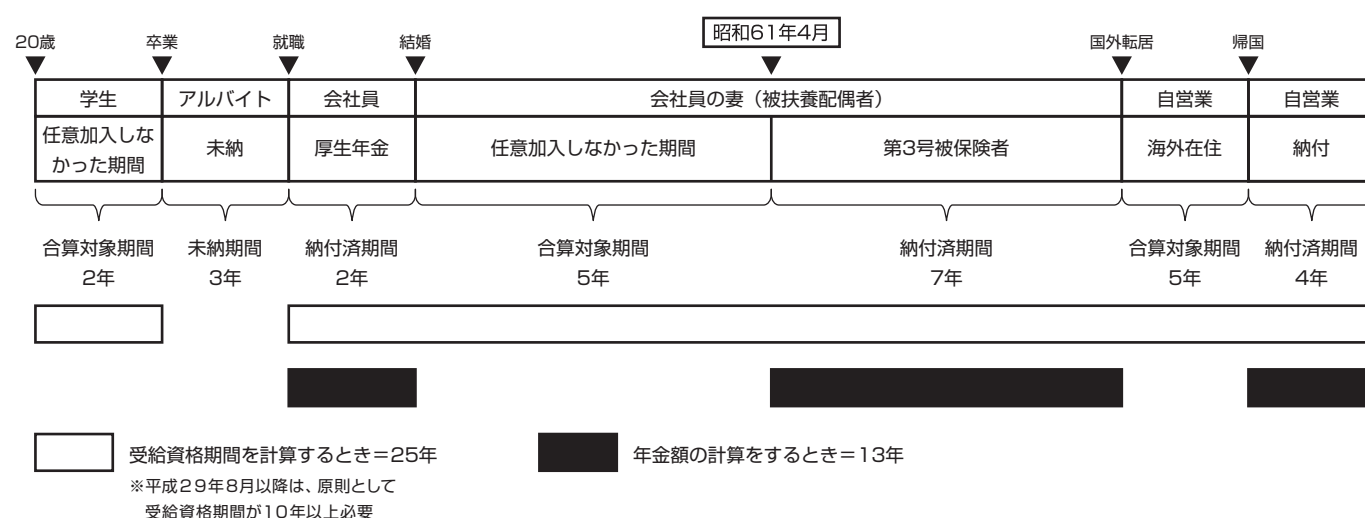 20歳 卒業 就職 結婚 昭和61年4月 国外転居 帰国
学生 アルバイト 会社員 会社員の妻（被扶養配偶者） 自営業 自営業
任意加入しな
かった期間 未納 厚生年金 任意加入しなかった期間 第3号被保険者 海外在住 納付
合算対象期間 未納期間 納付済期間 合算対象期間 納付済期間 合算対象期間 納付済期間
2年 3年 2年 5年 7年 5年 4年
受給資格期間を計算するとき＝25年 年金額の計算をするとき＝13年
※平成29年8月以降は、原則として
受給資格期間が10年以上必要